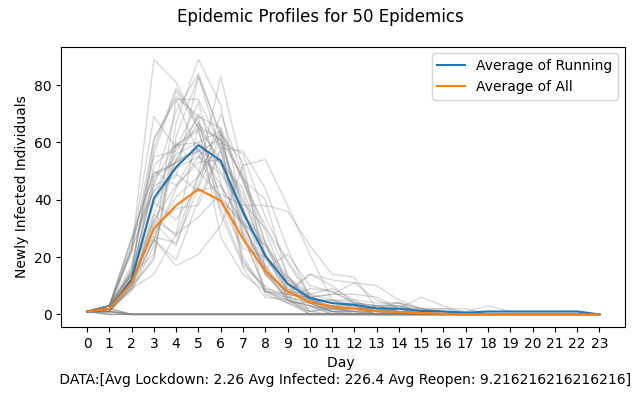 Epidemic Profiles for 50 Epidemics
Average of Running
Average of All
80
60
40
20
0
Newly Infected Individuals
0 1 2 3 4 5 6 7 8 9 10 11 12 13 14 15 16 17 18 19 20 21 22 23
Day
DATA:[Avg Lockdown: 2.26 Avg Infected: 226.4 Avg Reopen: 9.216216216216216]